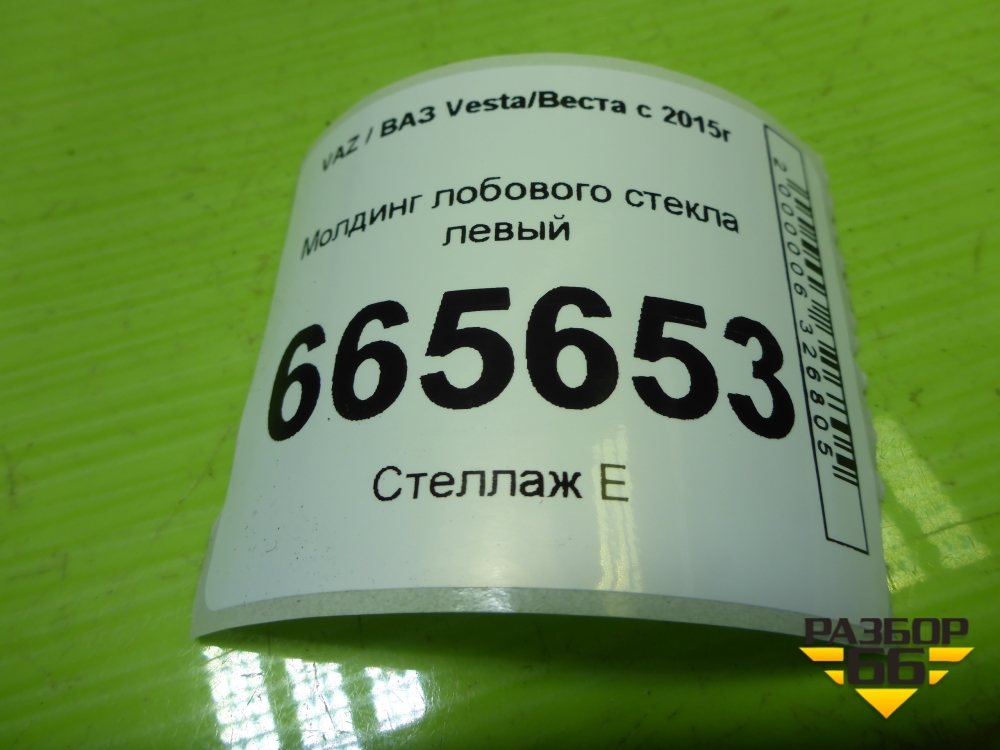 VAZ / ВАЗ Vesta/Веста с 2015г
Молдинг лобового стекла
левый
665653
Стеллаж Е
2000006326805
РАЗБОР
66